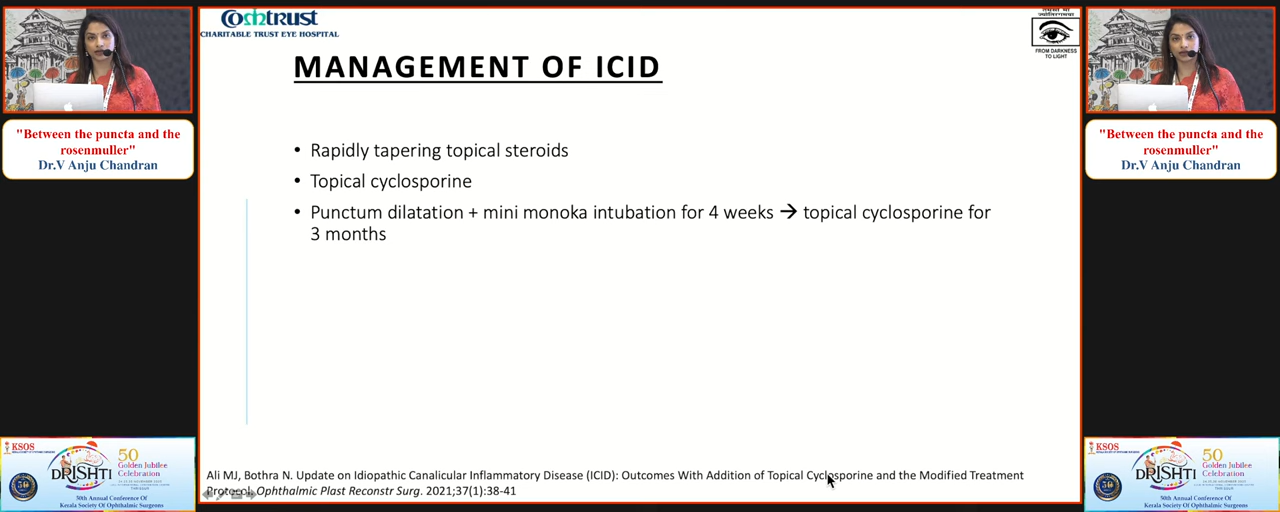 Comtrust
CHARITABLE TRUST EYE HOSPITAL
तमसो मा
ज्योतिर्गमया
FROM DARKNESS
TO LIGHT
MANAGEMENT OF ICID
• Rapidly tapering topical steroids
• Topical cyclosporine
• Punctum dilatation + mini monoka intubation for 4 weeks → topical cyclosporine for
3 months
Ali MJ, Bothra N. Update on Idiopathic Canalicular Inflammatory Disease (ICID): Outcomes With Addition of Topical Cyclosporine and the Modified Treatment
Protocol. Ophthalmic Plast Reconstr Surg. 2021;37(1):38-41
"Between the puncta and the
rosenmuller"
Dr.V Anju Chandran
KSOS
DRISHTI
50
Golden Jubilee
Celebration
50th Annual Conference Of
Kerala Society Of Ophthalmic Surgeons
"Between the puncta and the
rosenmuller"
Dr.V Anju Chandran
KSOS
DRISHTI
50
Golden Jubilee
Celebration
50th Annual Conference Of
Kerala Society Of Ophthalmic Surgeons